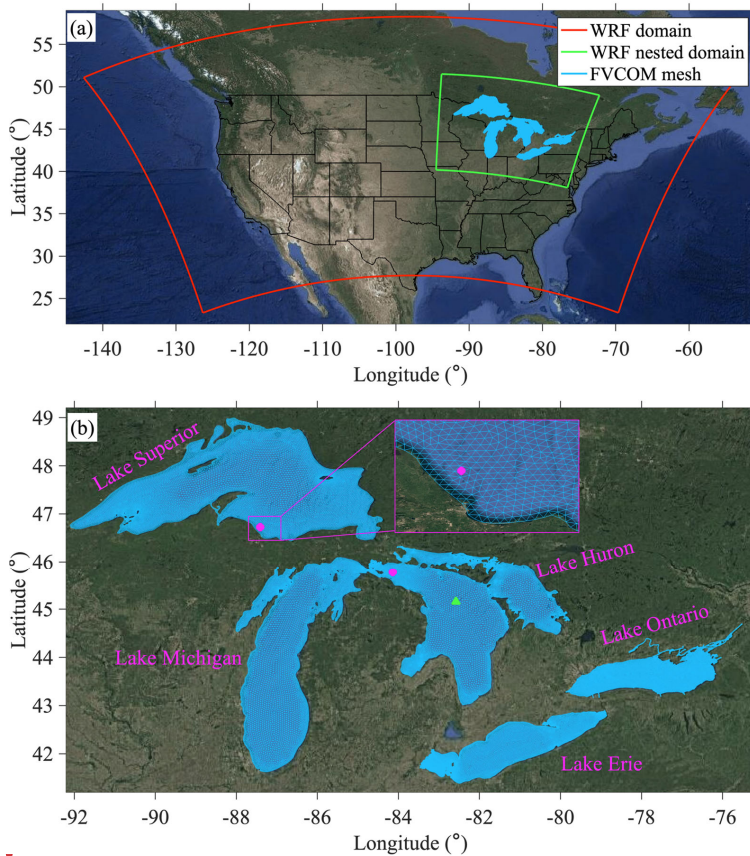 (a)
WRF domain
WRF nested domain
FVCOM mesh
55
50
45
40
35
30
25
Latitude (°)
-140 -130 -120 -110 -100 -90 -80 -70 -60
Longitude (°)
(b)
49
48
47
46
45
44
43
42
Latitude (°)
Lake Superior
Lake Huron
Lake Ontario
Lake Michigan
Lake Erie
-92 -90 -88 -86 -84 -82 -80 -78 -76
Longitude (°)